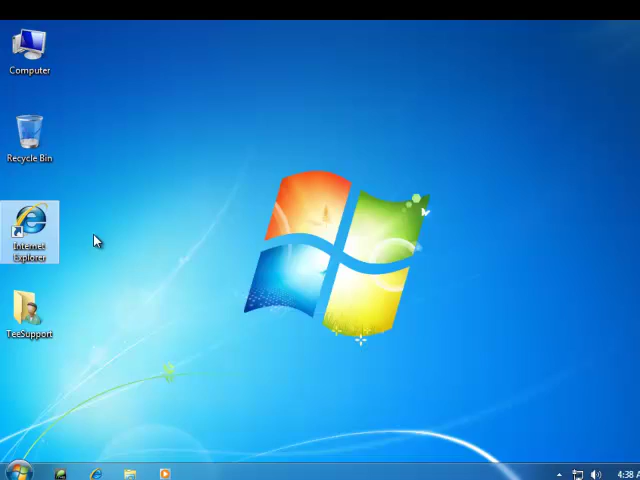 Computer
Recycle Bin
Internet
Explorer
TeeSupport
4:38 A